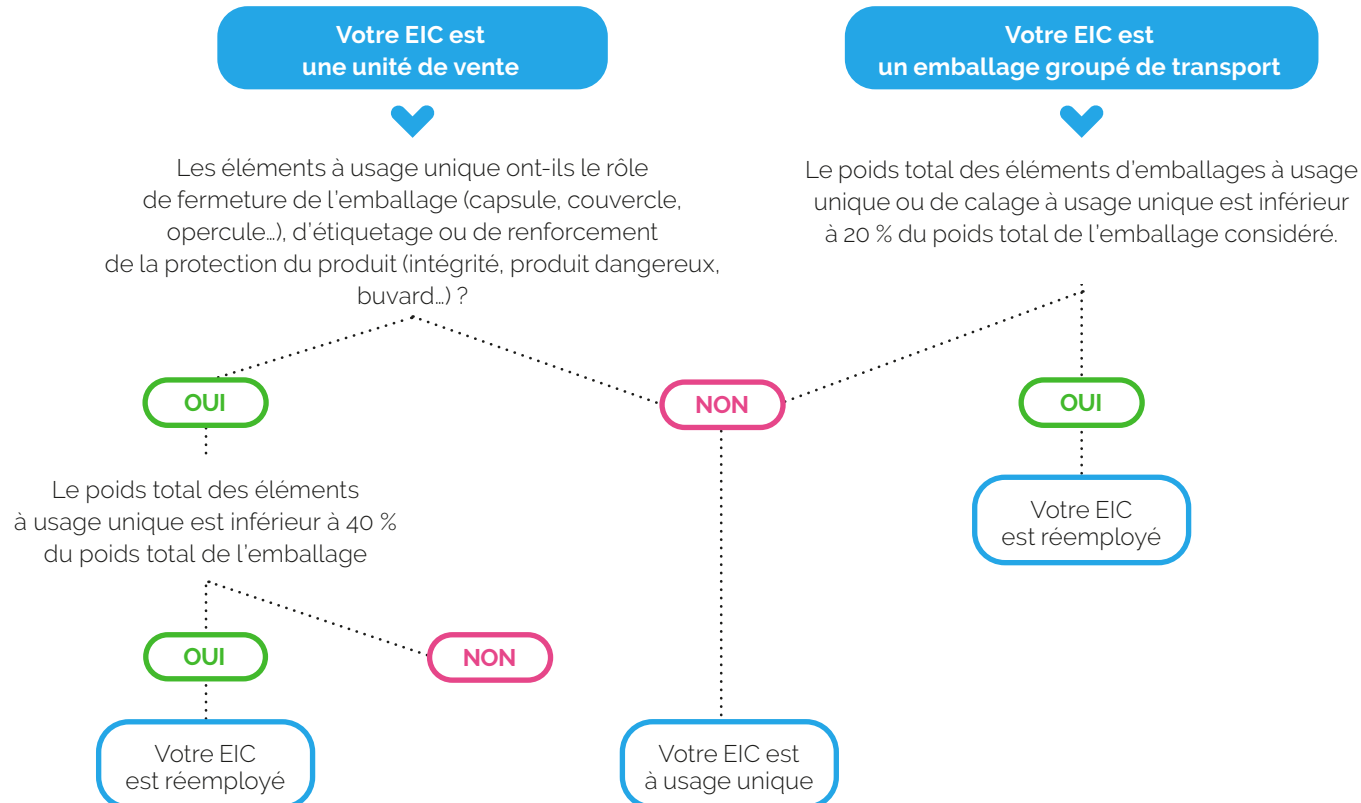 Votre EIC est
une unité de vente
Votre EIC est
un emballage groupé de transport
Les éléments à usage unique ont-ils le rôle
de fermeture de l'emballage (capsule, couvercle,
opercule…), d'étiquetage ou de renforcement
de la protection du produit (intégrité, produit dangereux,
buvard…) ?
Le poids total des éléments d'emballages à usage
unique ou de calage à usage unique est inférieur
à 20 % du poids total de l'emballage considéré.
OUI
NON
OUI
Le poids total des éléments
à usage unique est inférieur à 40 %
du poids total de l'emballage
Votre EIC
est réemployé
OUI
NON
Votre EIC
est réemployé
Votre EIC est
à usage unique